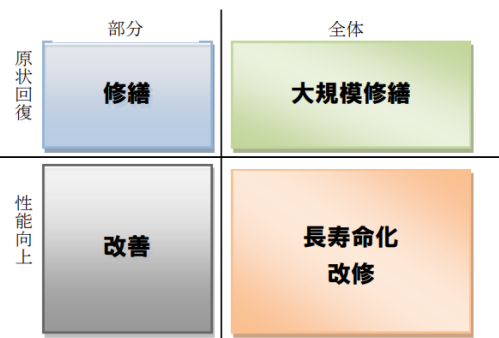 部分
全体
原状回復
修繕
大規模修繕
性能向上
改善
長寿命化
改修